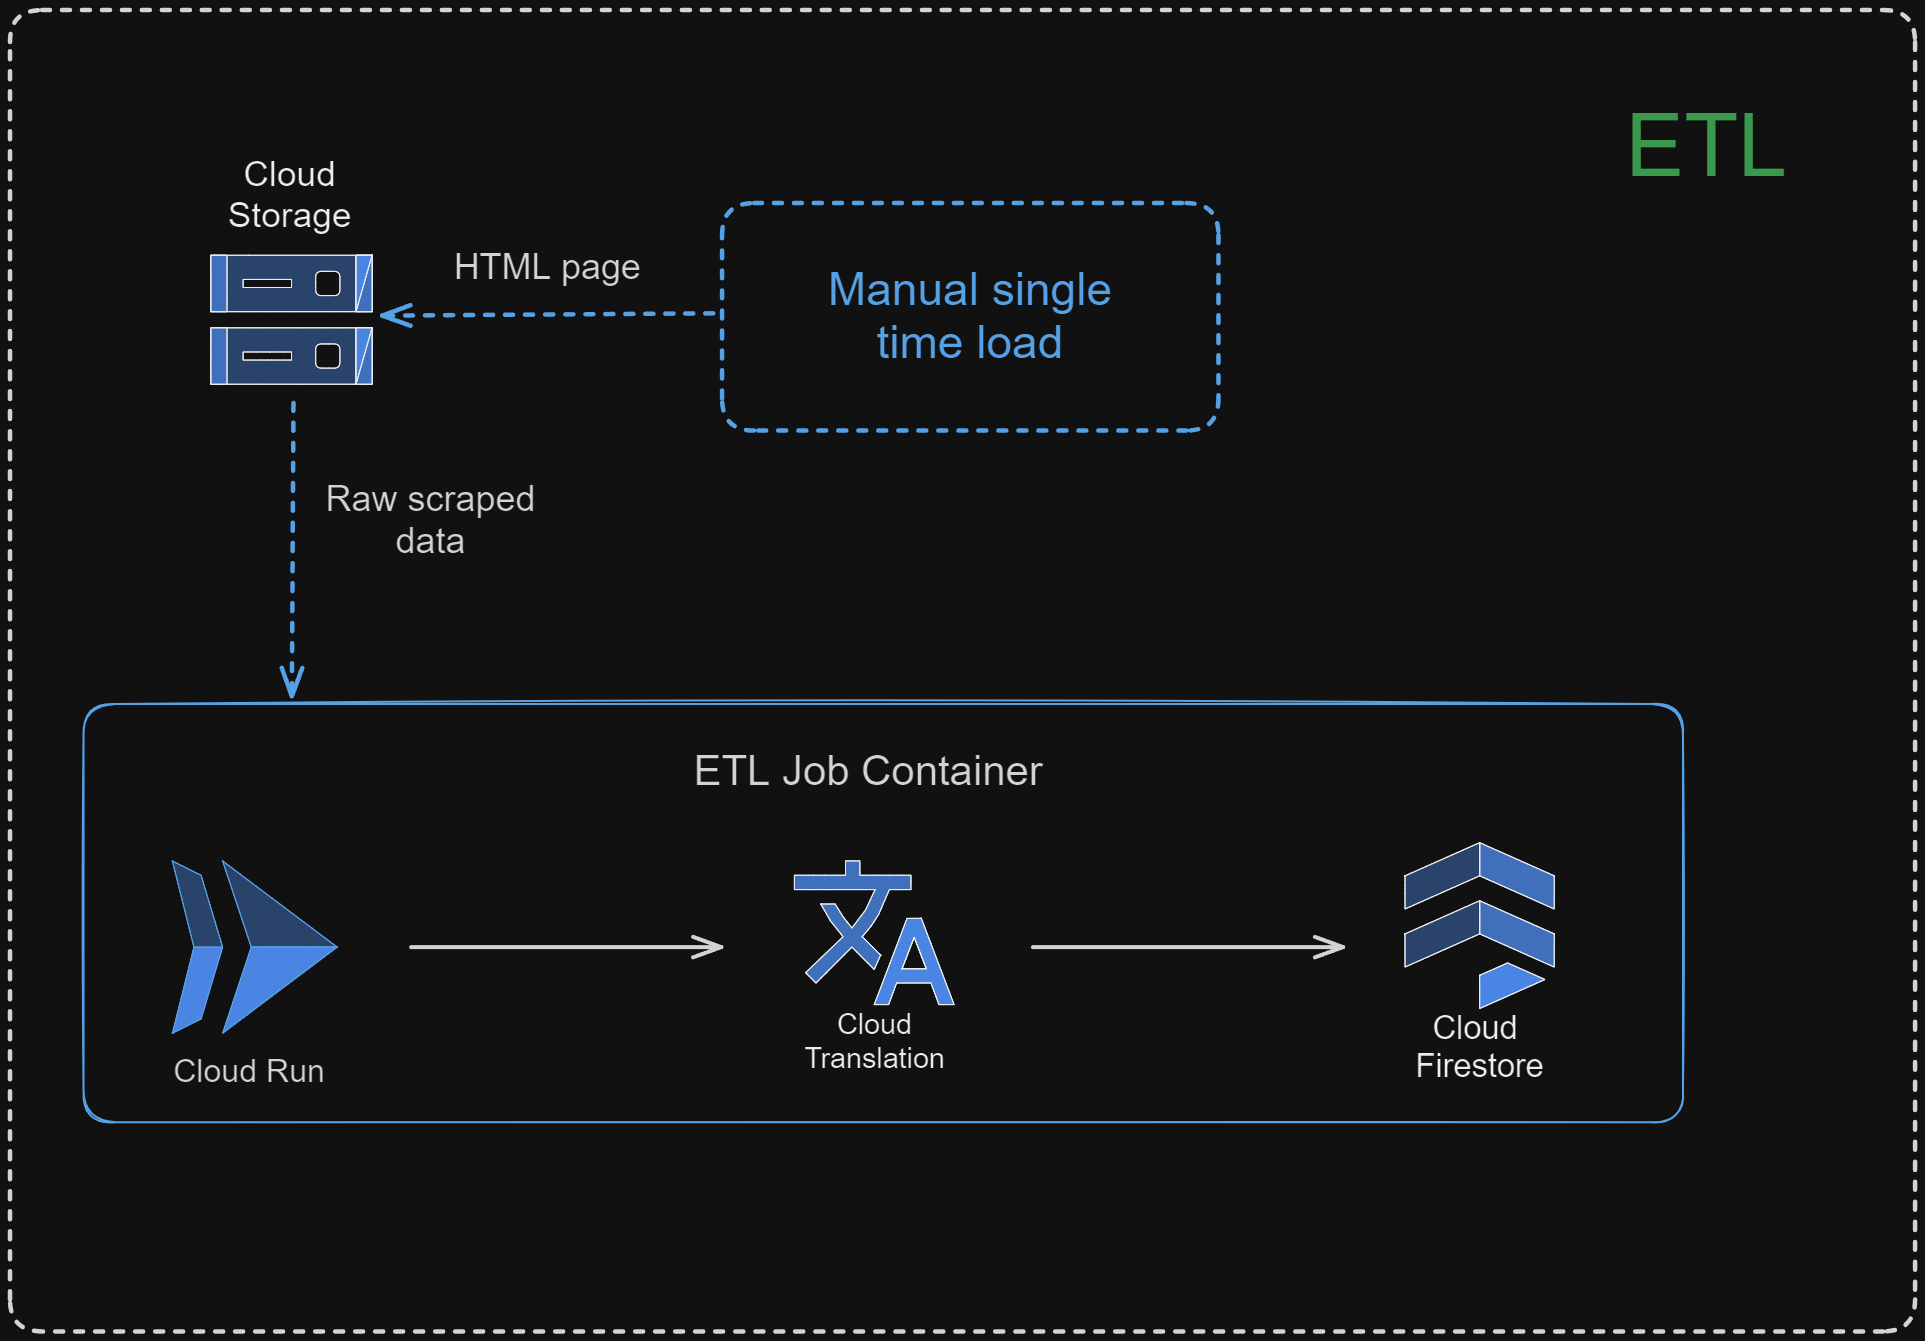 ETL
Cloud
Storage
HTML page
Manual single
time load
Raw scraped
data
ETL Job Container
Cloud Run
Cloud
Translation
Cloud
Firestore